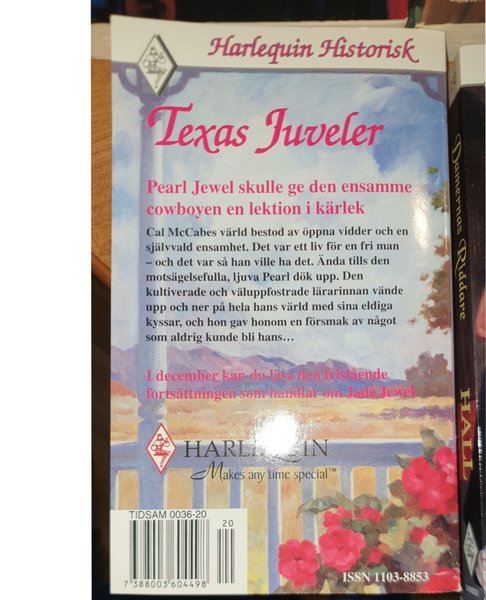 Harlequin Historisk
Texas Juveler
Pearl Jewel skulle ge den ensamme
cowboyen en lektion i kärlek
Cal McCabes värld bestod av öppna vidder och en
självvald ensamhet. Det var ett liv för en fri man
– och det var så han ville ha det. Ända tills den
motsägelsefulla, ljuva Pearl dök upp. Den
kultiverade och väluppfostrade lärarinnan vände
upp och ner på hela hans värld med sina eldiga
kyssar, och hon gav honom en försmak av något
som aldrig kunde bli hans...
I december kan du läsa den fristående
fortsättningen som handlar om Jade Jewel
HARLEQUIN
Makes any time special™
TIDSAM 0036-20
20
7388003604498
ISSN 1103-8853
Damernas Riddare
HALL